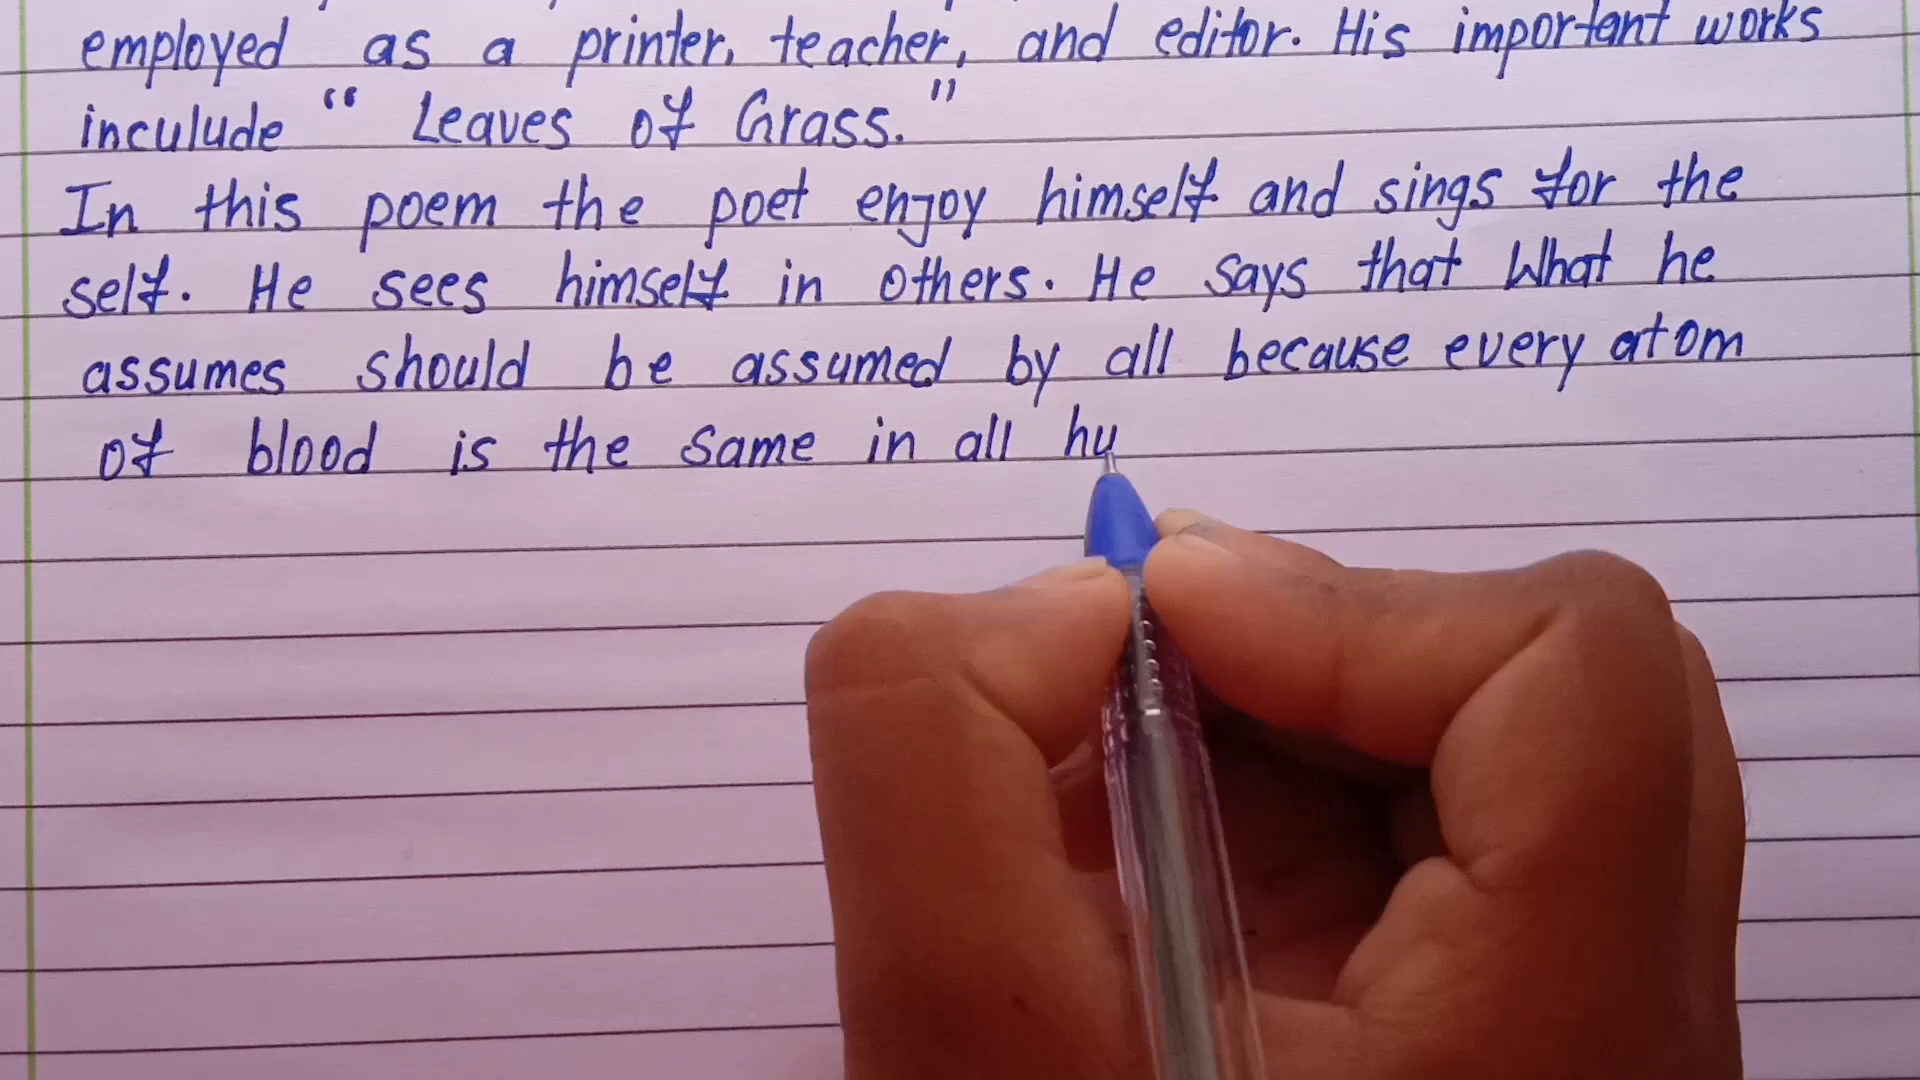 employed as a printer, teacher, and editor. His important works
inculude "Leaves of Grass."
In this poem the poet enjoy himself and sings for the
self. He sees himself in others. He says that What he
assumes should be assumed by all because every atom
of blood is the same in all hu